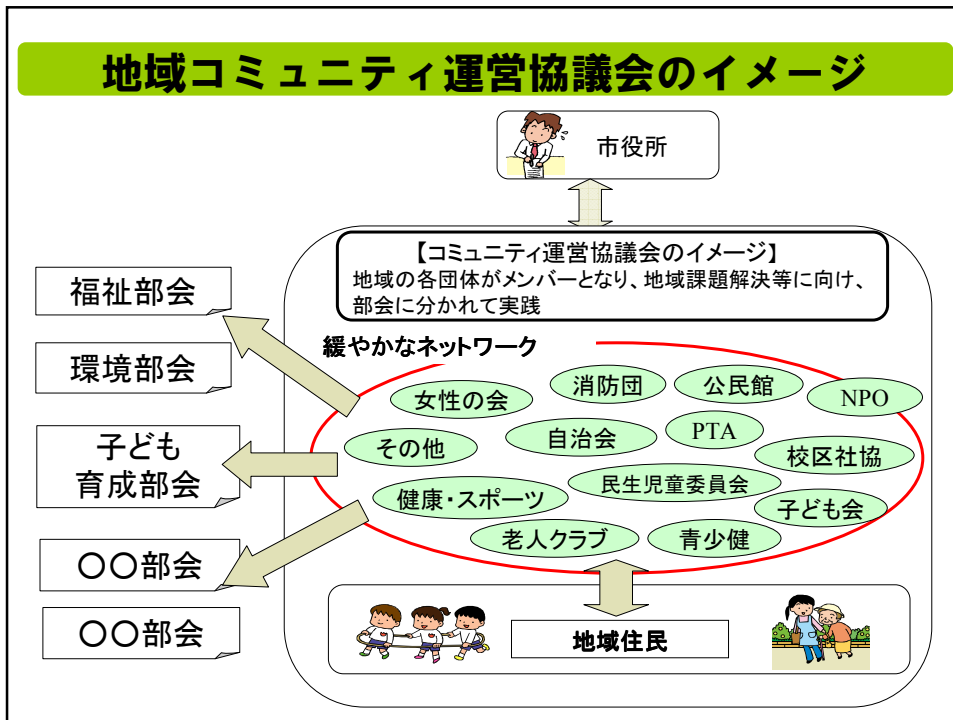 地域コミュニティ運営協議会のイメージ
市役所
【コミュニティ運営協議会のイメージ】
地域の各団体がメンバーとなり、地域課題解決等に向け、
部会に分かれて実践
福祉部会
環境部会
子ども
育成部会
〇〇部会
〇〇部会
緩やかなネットワーク
女性の会
消防団
公民館
NPO
その他
自治会
PTA
校区社協
健康・スポーツ
民生児童委員会
子ども会
老人クラブ
青少健
地域住民